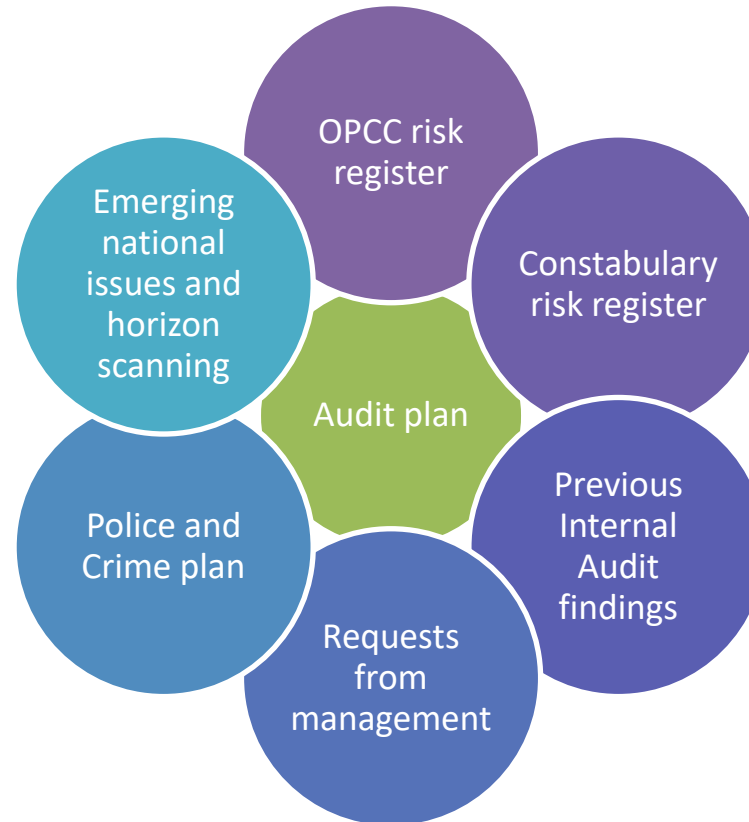 OPCC risk
register
Constabulary
risk register
Previous
Internal
Audit
findings
Requests
from
management
Police and
Crime plan
Emerging
national
issues and
horizon
scanning
Audit plan